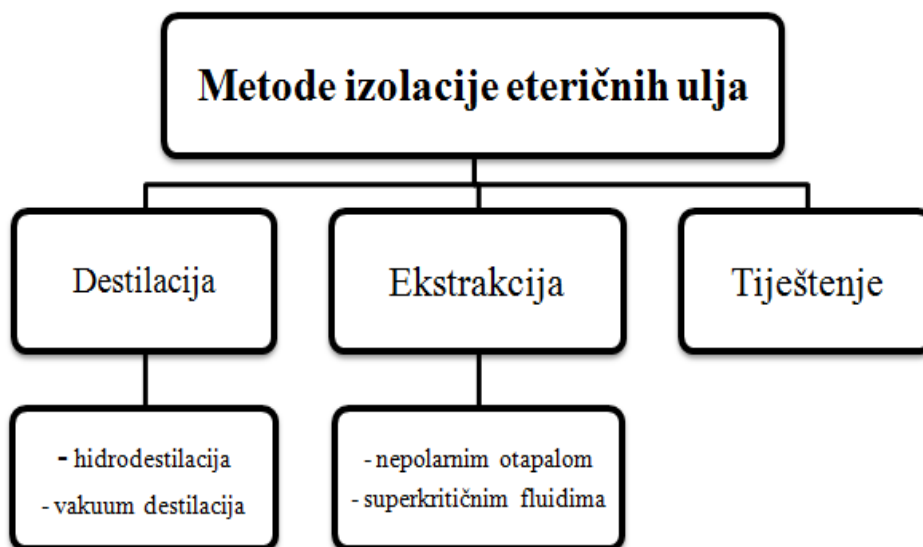 Metode izolacije eteričnih ulja
Destilacija
Ekstrakcija
Tiještenje
- hidrodestilacija
- vakuum destilacija
- nepolarnim otapalom
- superkritičnim fluidima